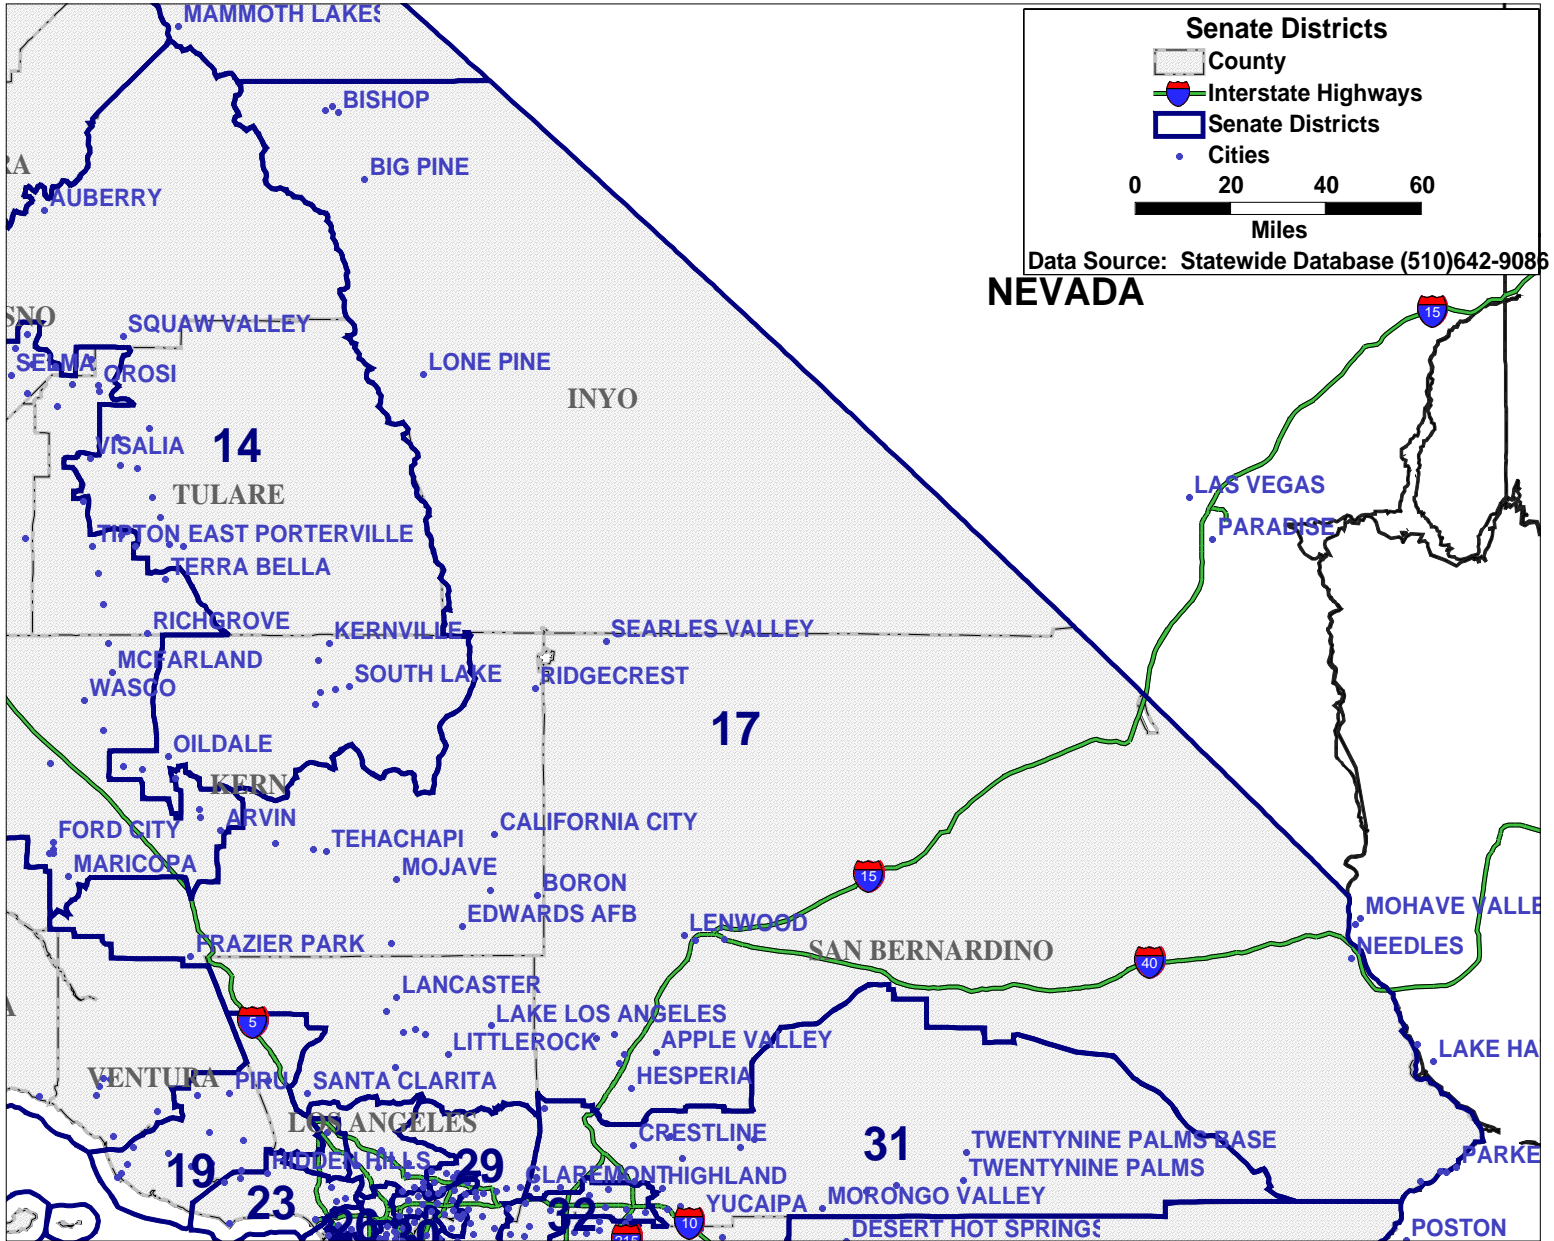 MAMMOTH LAKES
Senate Districts
County
Interstate Highways
Senate Districts
Cities
0 20 40 60
Miles
Data Source: Statewide Database (510)642-9086
NEVADA
BISHOP
BIG PINE
RA
AUBERRY
SNO
SQUAW VALLEY
15
SELMA
OROSI
LONE PINE
INYO
VISALIA
14
TULARE
LAS VEGAS
PARADISE
TIPTON
EAST PORTERVILLE
TERRA BELLA
RICHGROVE
KERNVILLE
SEARLES VALLEY
MCFARLAND
WASCO
SOUTH LAKE
RIDGECREST
17
OILDALE
KERN
FORD CITY
ARVIN
TEHACHAPI
CALIFORNIA CITY
MARICOPA
MOJAVE
BORON
15
EDWARDS AFB
LENWOOD
MOHAVE VALLE
FRAZIER PARK
SAN BERNARDINO
40
NEEDLES
LANCASTER
A
5
LAKE LOS ANGELES
LITTLEROCK
APPLE VALLEY
LAKE HA
VENTURA
PIRU
SANTA CLARITA
HESPERIA
LOS ANGELES
CRESTLINE
31
TWENTYNINE PALMS BASE
19
HIDDEN HILLS
29
CLAREMONT
HIGHLAND
TWENTYNINE PALMS
PARKE
23
32
YUCAIPA
MORONGO VALLEY
10
DESERT HOT SPRINGS
POSTON
215